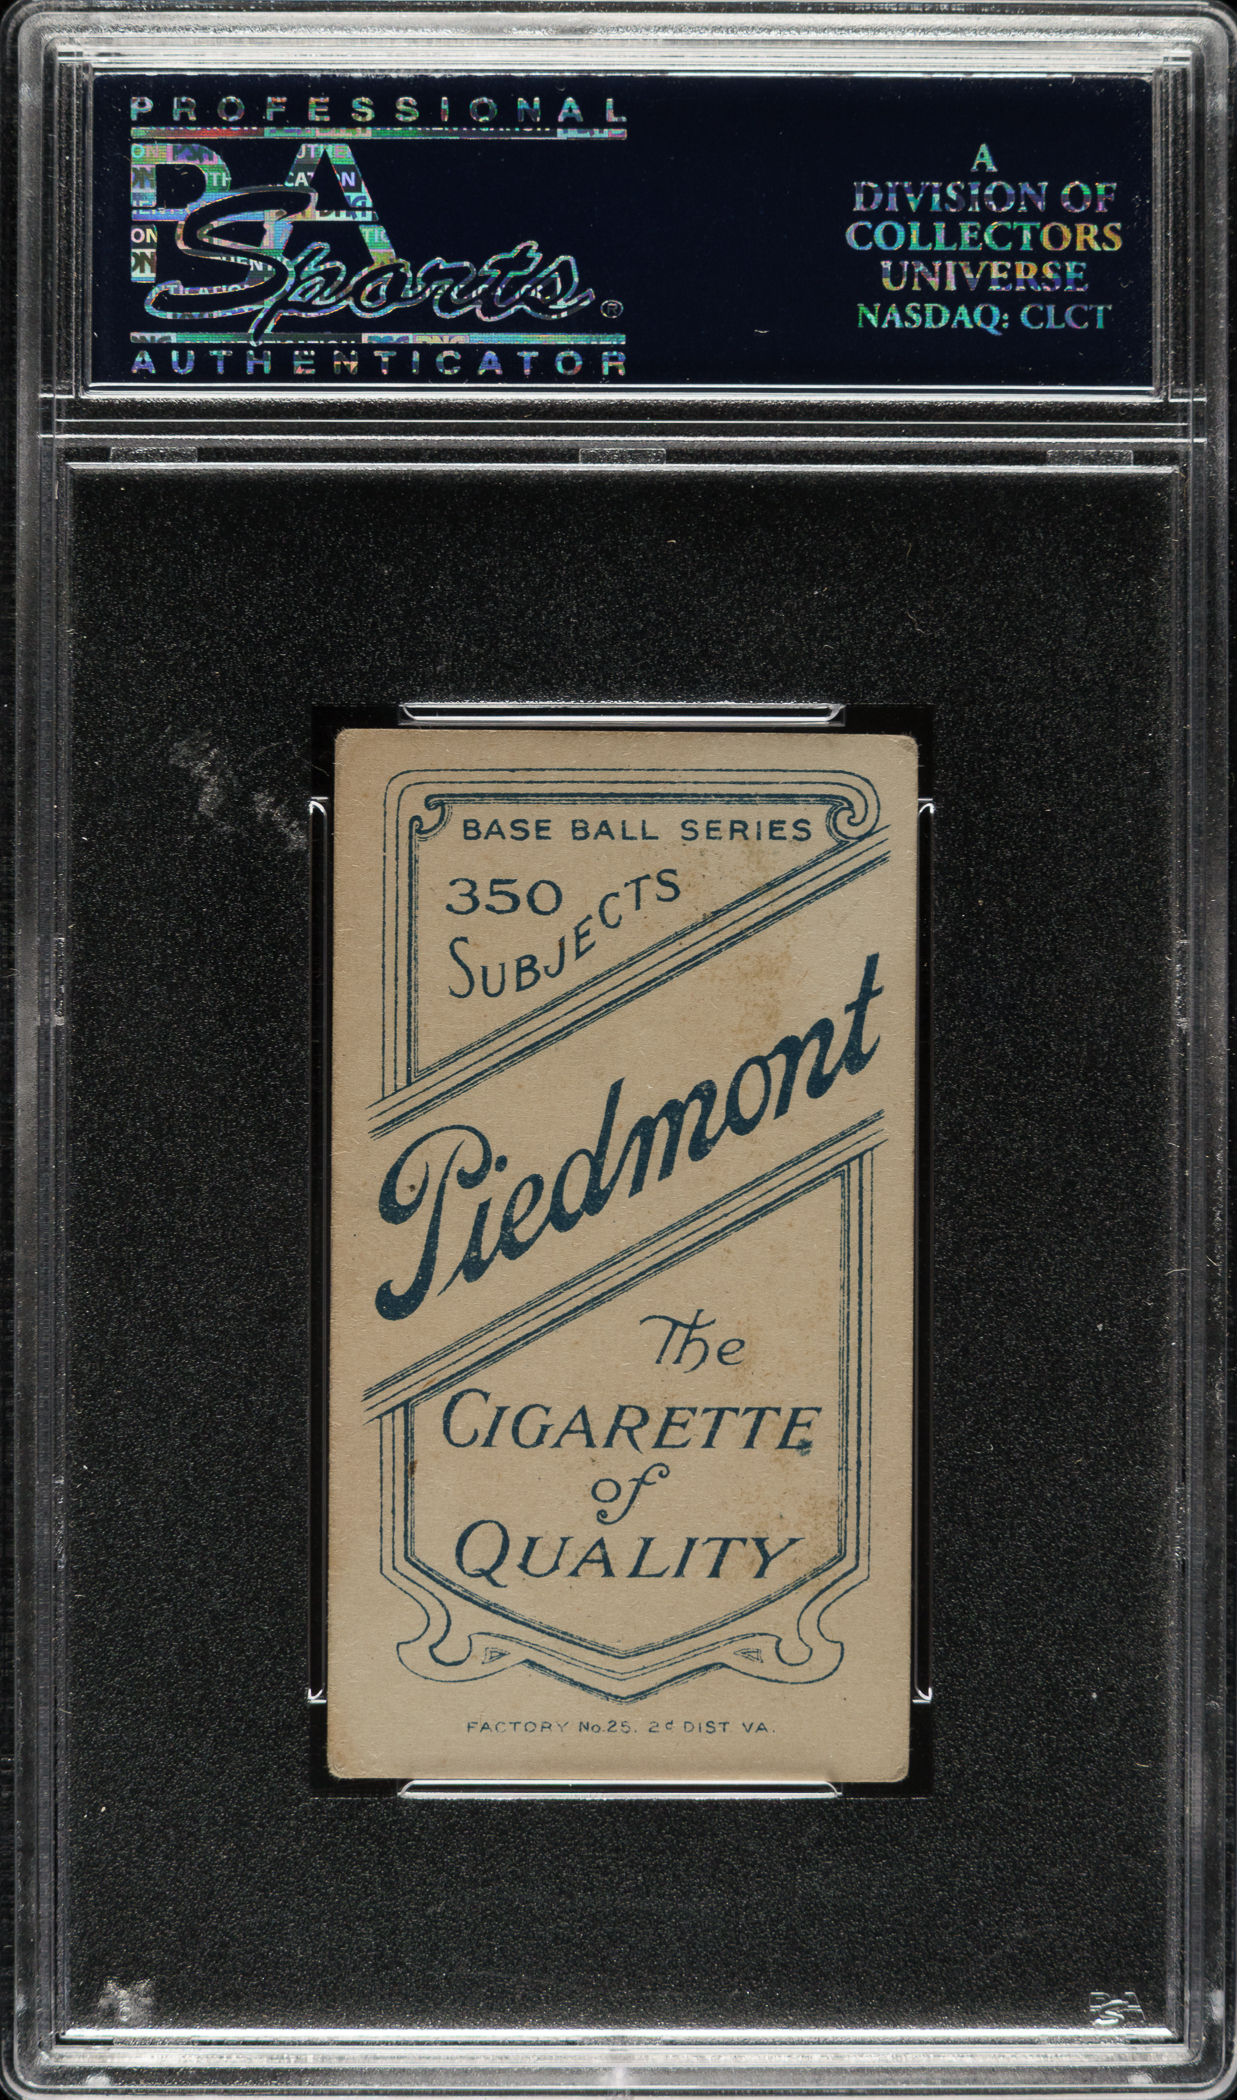 PROFESSIONAL
PSA
Sports®
AUTHENTICATOR
A
DIVISION OF
COLLECTORS
UNIVERSE
NASDAQ: CLCT
BASE BALL SERIES
350
SUBJECTS
Piedmont
The
CIGARETTE
of
QUALITY
FACTORY No. 25. 2d DIST. VA.
PSA